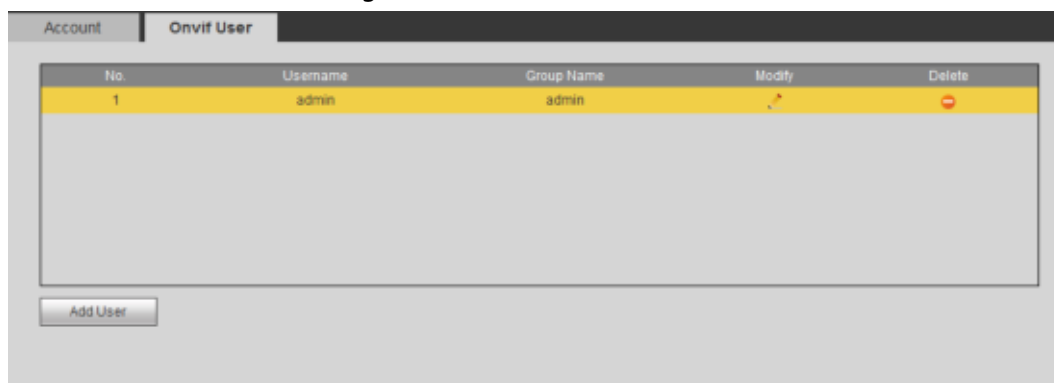 Account Onvif User
No. Username Group Name Modify Delete
1 admin admin
Add User